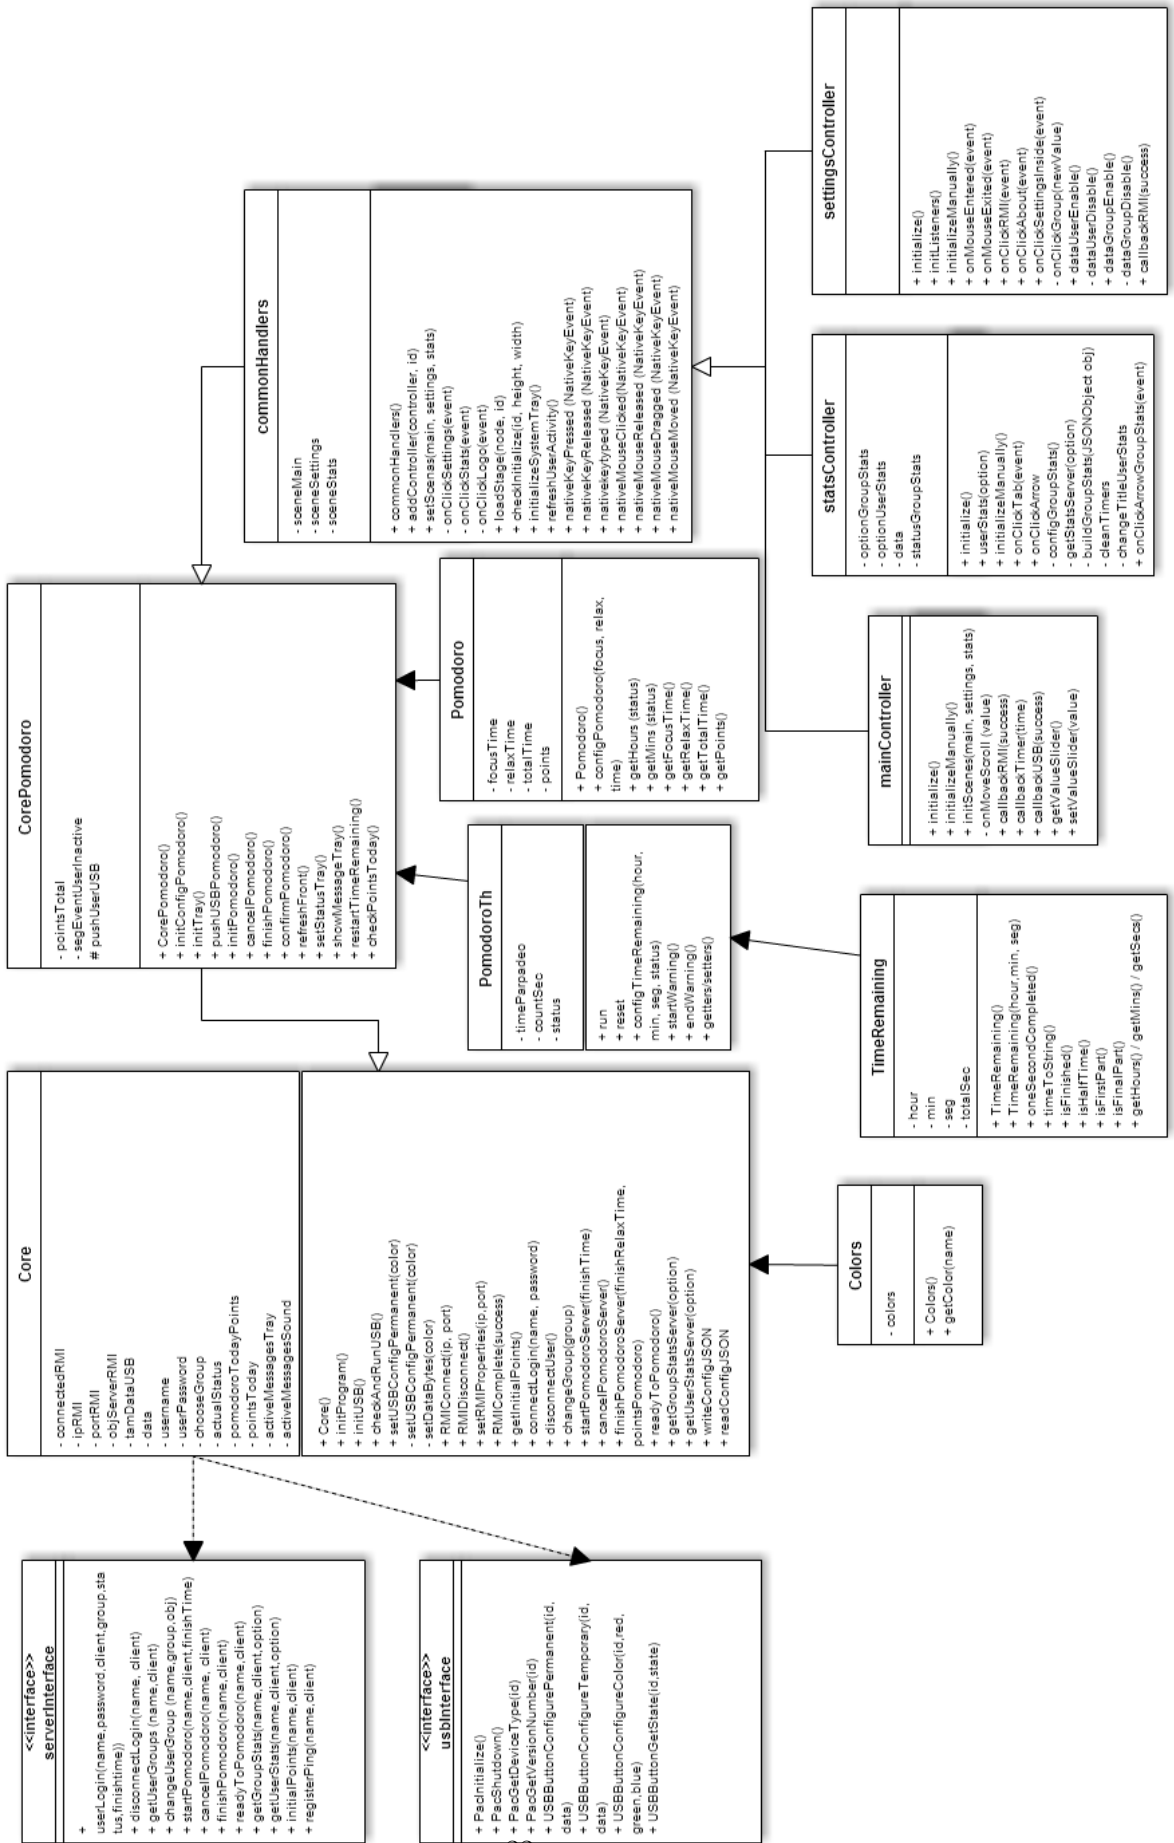 <<interface>>
serverInterface
+
userLogin(name,password,client,group,sta
tus,finishtime))
+ disconnectLogin(name, client)
+ getUserGroups (name,client)
+ changeUserGroup (name,group,obj)
+ startPomodoro(name,client,finishTime)
+ cancelPomodoro(name, client)
+ finishPomodoro(name,client)
+ readyToPomodoro(name,client)
+ getGroupStats(name,client,option)
+ getUserStats(name,client,option)
+ initialPoints(name,client)
+ registerPing(name,client)
<<interface>>
usbInterface
+ PacInitialize()
+ PacShutdown()
+ PacGetDeviceType(id)
+ PacGetVersionNumber(id)
+ USBButtonConfigurePermanent(id,
data)
+ USBButtonConfigureTemporary(id,
data)
+ USBButtonConfigureColor(id,red,
green,blue)
+ USBButtonGetState(id,state)
Core
- connectedRMI
- ipRMI
- portRMI
- objServerRMI
- tamDataUSB
- data
- username
- userPassword
- chooseGroup
- actualStatus
- pomodoroTodayPoints
- pointsToday
- activeMessagesTray
- activeMessagesSound
+ Core()
+ initProgram()
+ initUSB()
+ checkAndRunUSB()
+ setUSBConfigPermanent(color)
- setUSBConfigPermanent(color)
- setDataBytes(color)
+ RMIConnect(ip, port)
+ RMIDisconnect()
+ setRMIProperties(ip,port)
+ RMIComplete(success)
+ getInitialPoints()
+ connectLogin(name, password)
+ disconnectUser()
+ changeGroup(group)
+ startPomodoroServer(finishTime)
+ cancelPomodoroServer()
+ finishPomodoroServer(finishRelaxTime,
pointsPomodoro)
+ readyToPomodoro()
+ getGroupStatsServer(option)
+ getUserStatsServer(option)
+ writeConfigJSON
+ readConfigJSON
Colors
- colors
+ Colors()
+ getColor(name)
CorePomodoro
- pointsTotal
- segEventUserInactive
# pushUserUSB
+ CorePomodoro()
+ initConfigPomodoro()
+ initTray()
+ pushUSBPomodoro()
+ initPomodoro()
+ cancelPomodoro()
+ finishPomodoro()
+ confirmPomodoro()
+ refreshFront()
+ setStatusTray()
+ showMessageTray()
+ restartTimeRemaining()
+ checkPointsToday()
PomodoroTh
- timeParpadeo
- countSec
- status
+ run
+ reset
+ configTimeRemaining(hour,
min, seg, status)
+ startWarning()
+ endWarning()
+ getters/setters()
TimeRemaining
- hour
- min
- seg
- totalSec
+ TimeRemaining()
+ TimeRemaining(hour,min, seg)
+ oneSecondCompleted()
+ timeToString()
+ isFinished()
+ isHalfTime()
+ isFirstPart()
+ isFinalPart()
+ getHours() / getMins() / getSecs()
Pomodoro
- focusTime
- relaxTime
- totalTime
- points
+ Pomodoro()
+ configPomodoro(focus, relax,
time)
+ getHours (status)
+ getMins (status)
+ getFocusTime()
+ getRelaxTime()
+ getTotalTime()
+ getPoints()
commonHandlers
- sceneMain
- sceneSettings
- sceneStats
+ commonHandlers()
+ addController(controller, id)
+ setScenas(main, settings, stats)
- onClickSettings(event)
- onClickStats(event)
- onClickLogo(event)
+ loadStage(node, id)
+ checkInitialize(id, height, width)
+ initializeSystemTray()
+ refreshUserActivity()
+ nativeKeyPressed (NativeKeyEvent)
+ nativeKeyReleased (NativeKeyEvent)
+ nativekeytyped (NativeKeyEvent)
+ nativeMouseClicked(NativeKeyEvent)
+ nativeMouseReleased (NativeKeyEvent)
+ nativeMouseDragged (NativeKeyEvent)
+ nativeMouseMoved (NativeKeyEvent)
mainController
+ initialize()
+ initializeManually()
+ initScenes(main, settings, stats)
- onMoveScroll (value)
+ callbackRMI(success)
+ callbackTimer(time)
+ callbackUSB(success)
+ getValueSlider()
+ setValueSlider(value)
statsController
- optionGroupStats
- optionUserStats
- data
- statusGroupStats
+ initialize()
+ userStats(option)
+ initializeManually()
+ onClickTab(event)
+ onClickArrow
- configGroupStats()
- getStatsServer(option)
- buildGroupStats(JSONObject obj)
- cleanTimers
- changeTitleUserStats
+ onClickArrowGroupStats(event)
settingsController
+ initialize()
+ initListeners()
+ initializeManually()
+ onMouseEntered(event)
+ onMouseExited(event)
+ onClickRMI(event)
+ onClickAbout(event)
+ onClickSettingsInside(event)
- onClickGroup(newValue)
+ dataUserEnable()
- dataUserDisable()
+ dataGroupEnable()
- dataGroupDisable()
+ callbackRMI(success)